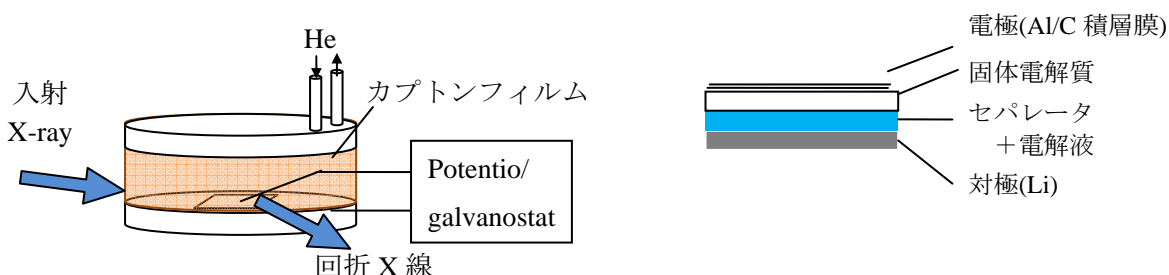 He
入射
X-ray
カプトンフィルム
Potentio/
galvanostat
回折 X 線
電極(Al/C 積層膜)
固体電解質
セパレータ
＋電解液
対極(Li)